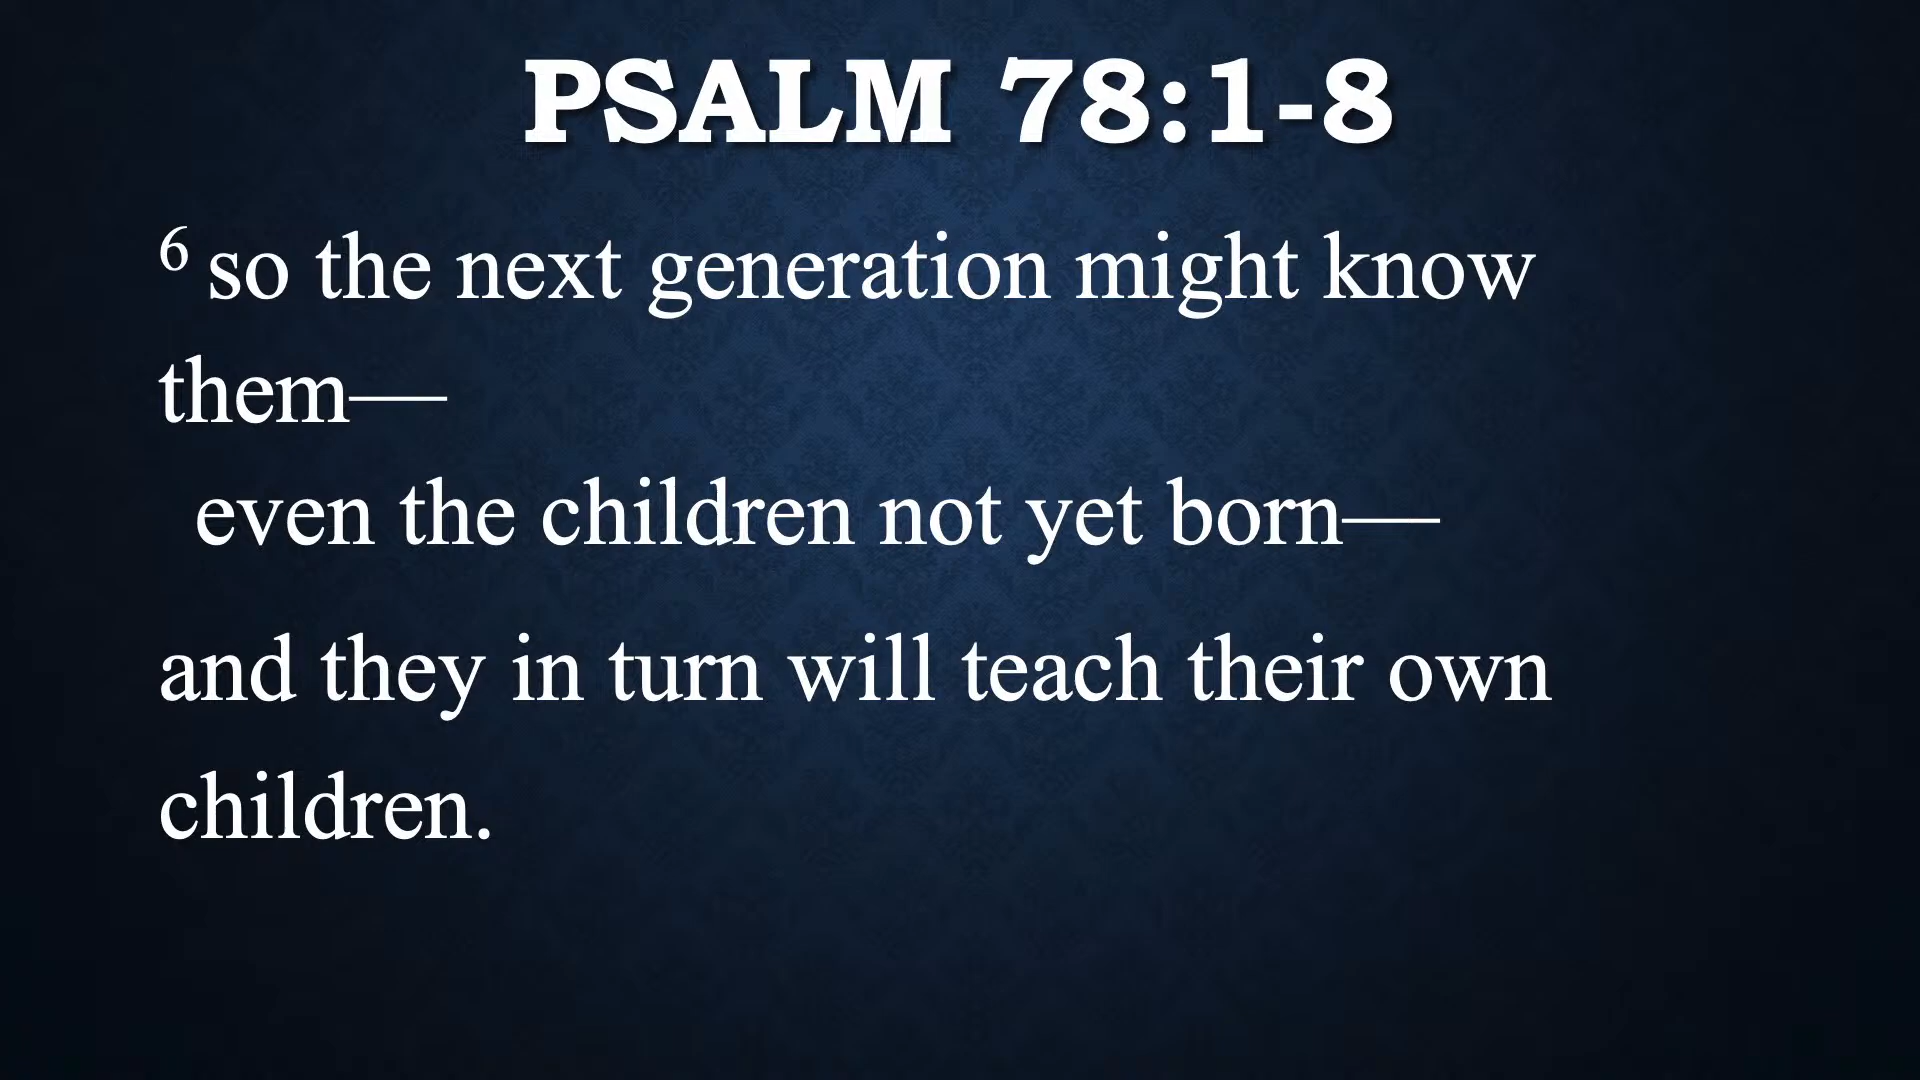 PSALM 78:1-8
6 so the next generation might know
them—
even the children not yet born—
and they in turn will teach their own
children.